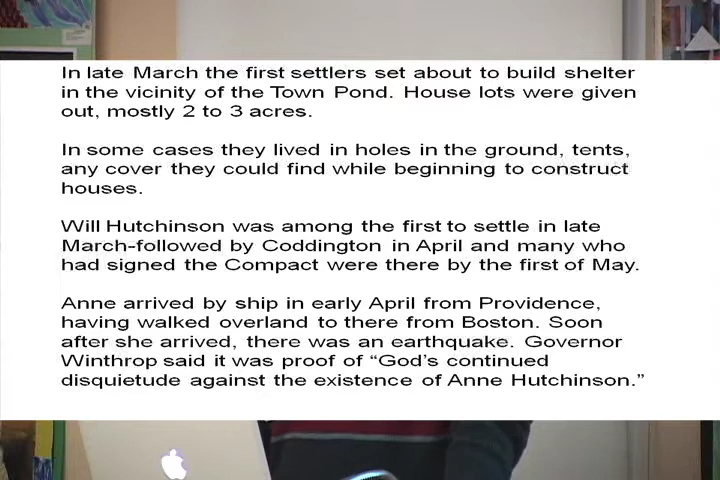 In late March the first settlers set about to build shelter
in the vicinity of the Town Pond. House lots were given
out, mostly 2 to 3 acres.
In some cases they lived in holes in the ground, tents,
any cover they could find while beginning to construct
houses.
Will Hutchinson was among the first to settle in late
March-followed by Coddington in April and many who
had signed the Compact were there by the first of May.
Anne arrived by ship in early April from Providence,
having walked overland to there from Boston. Soon
after she arrived, there was an earthquake. Governor
Winthrop said it was proof of “God’s continued
disquietude against the existence of Anne Hutchinson.”